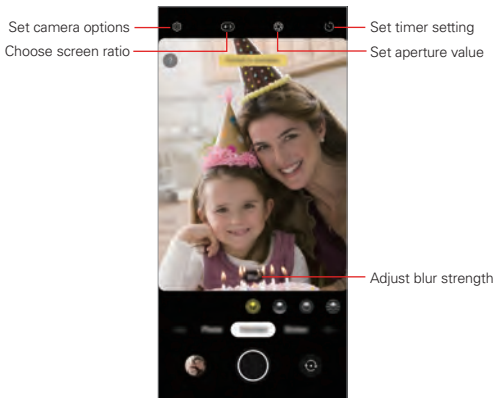 Set camera options
Set timer setting
Choose screen ratio
Set aperture value
Adjust blur strength